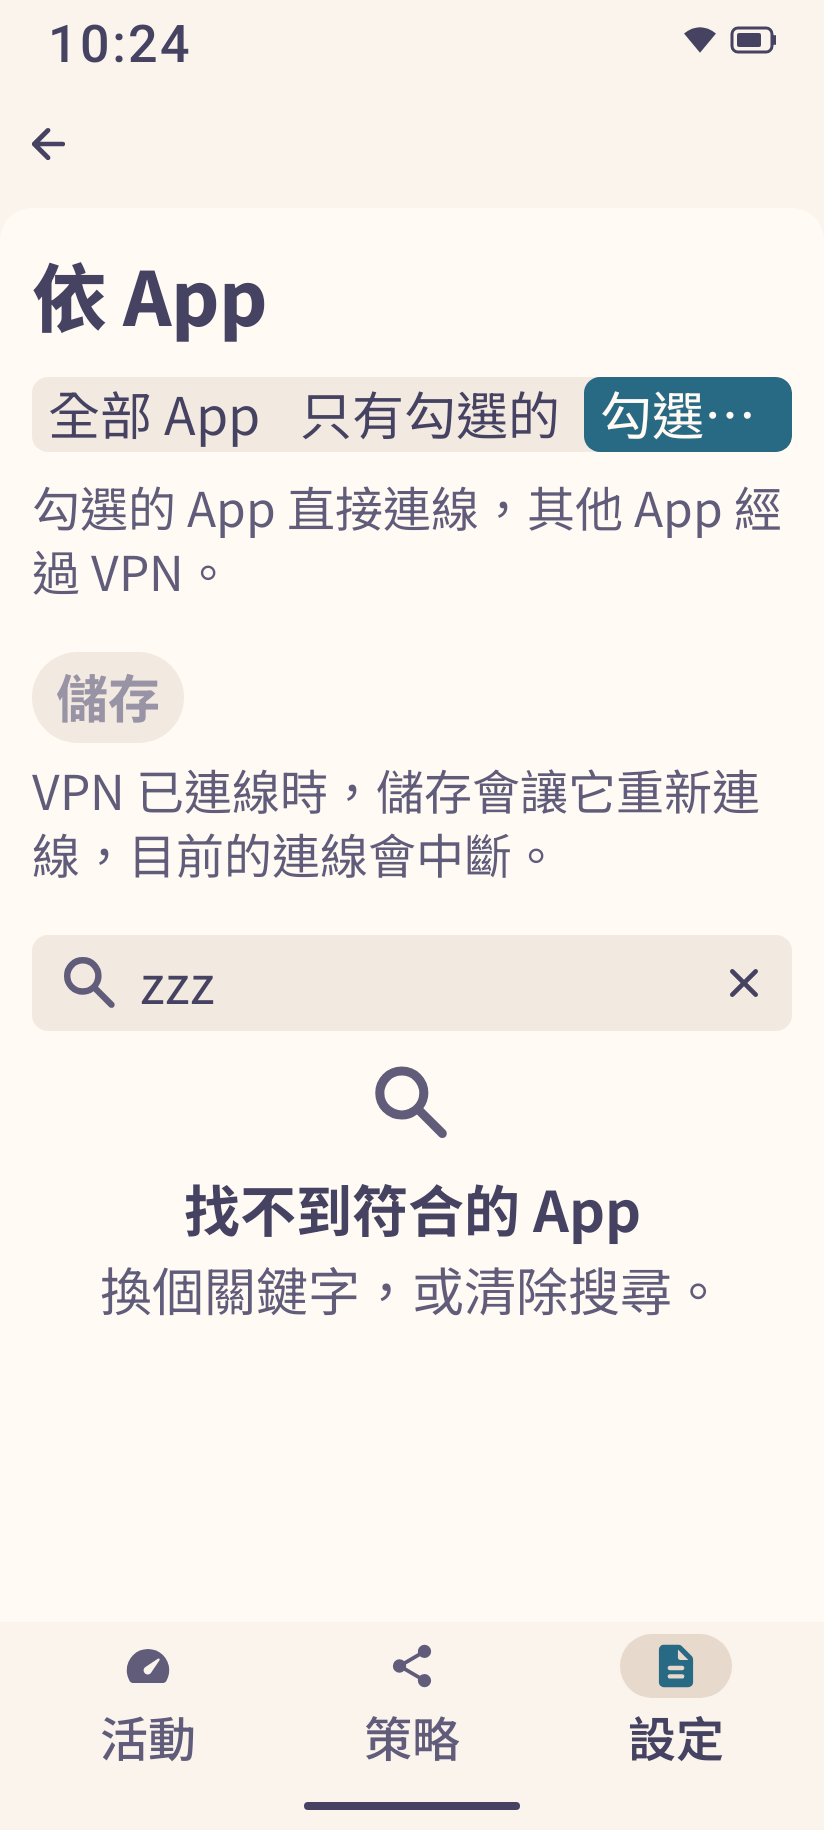 10:24
依 App
全部 App 只有勾選的 勾選…
勾選的 App 直接連線，其他 App 經
過 VPN。
儲存
VPN 已連線時，儲存會讓它重新連
線，目前的連線會中斷。
zzz
找不到符合的 App
換個關鍵字，或清除搜尋。
活動 策略 設定